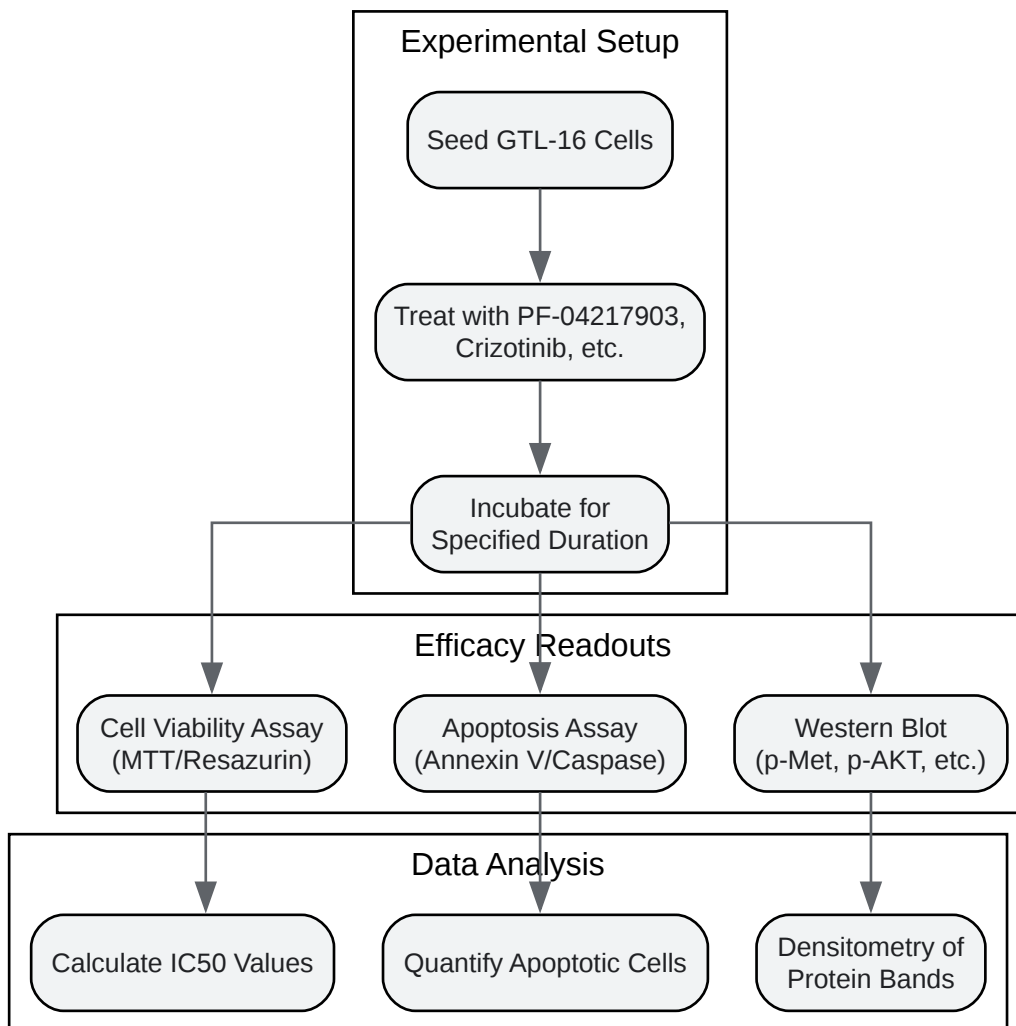 Experimental Setup
Seed GTL-16 Cells
Treat with PF-04217903,
Crizotinib, etc.
Incubate for
Specified Duration
Efficacy Readouts
Cell Viability Assay
(MTT/Resazurin)
Apoptosis Assay
(Annexin V/Caspase)
Western Blot
(p-Met, p-AKT, etc.)
Data Analysis
Calculate IC50 Values
Quantify Apoptotic Cells
Densitometry of
Protein Bands